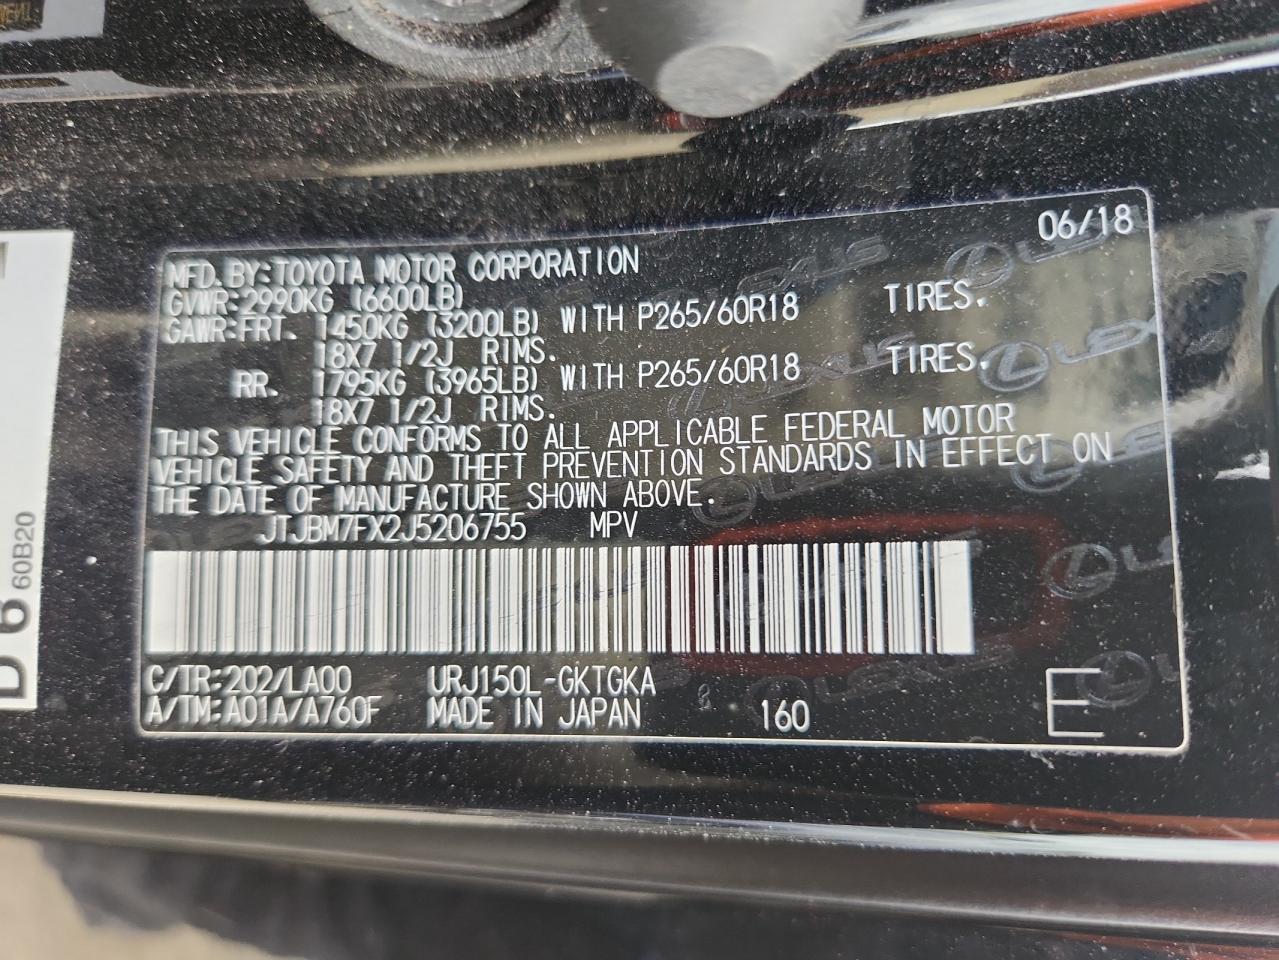 06/18
MFD. BY: TOYOTA MOTOR CORPORATION
GVWR: 2990KG (6600LB)
GAWR: FRT. 1450KG (3200LB) WITH P265/60R18 TIRES.
18X7 1/2J RIMS.
RR. 1795KG (3965LB) WITH P265/60R18 TIRES.
18X7 1/2J RIMS.
THIS VEHICLE CONFORMS TO ALL APPLICABLE FEDERAL MOTOR
VEHICLE SAFETY AND THEFT PREVENTION STANDARDS IN EFFECT ON
THE DATE OF MANUFACTURE SHOWN ABOVE.
JTJBM7FX2J5206755 MPV
C/TR: 202/LA00 URJ150L-GKTGKA
A/TM: A01A/A760F MADE IN JAPAN 160 E
60B20
LEXUS